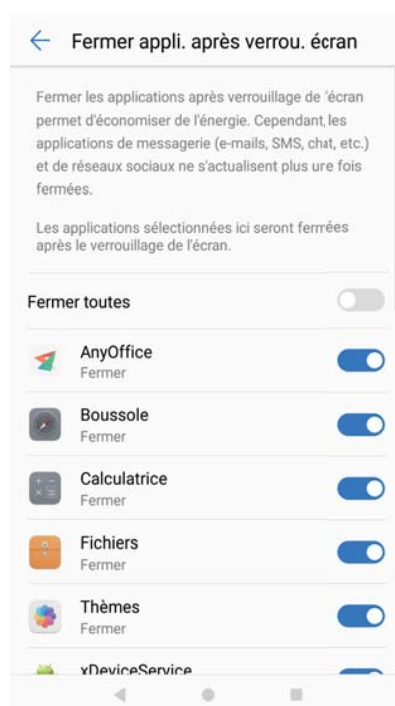 Fermer appli. après verrou. écran
Fermer les applications après verrouillage de l'écran
permet d'économiser de l'énergie. Cependant, les
applications de messagerie (e-mails, SMS, chat, etc.)
et de réseaux sociaux ne s'actualisent plus une fois
fermées.
Les applications sélectionnées ici seront fermées
après le verrouillage de l'écran.
Fermer toutes
AnyOffice
Fermer
Boussole
Fermer
Calculatrice
Fermer
Fichiers
Fermer
Thèmes
Fermer
xDeviceService